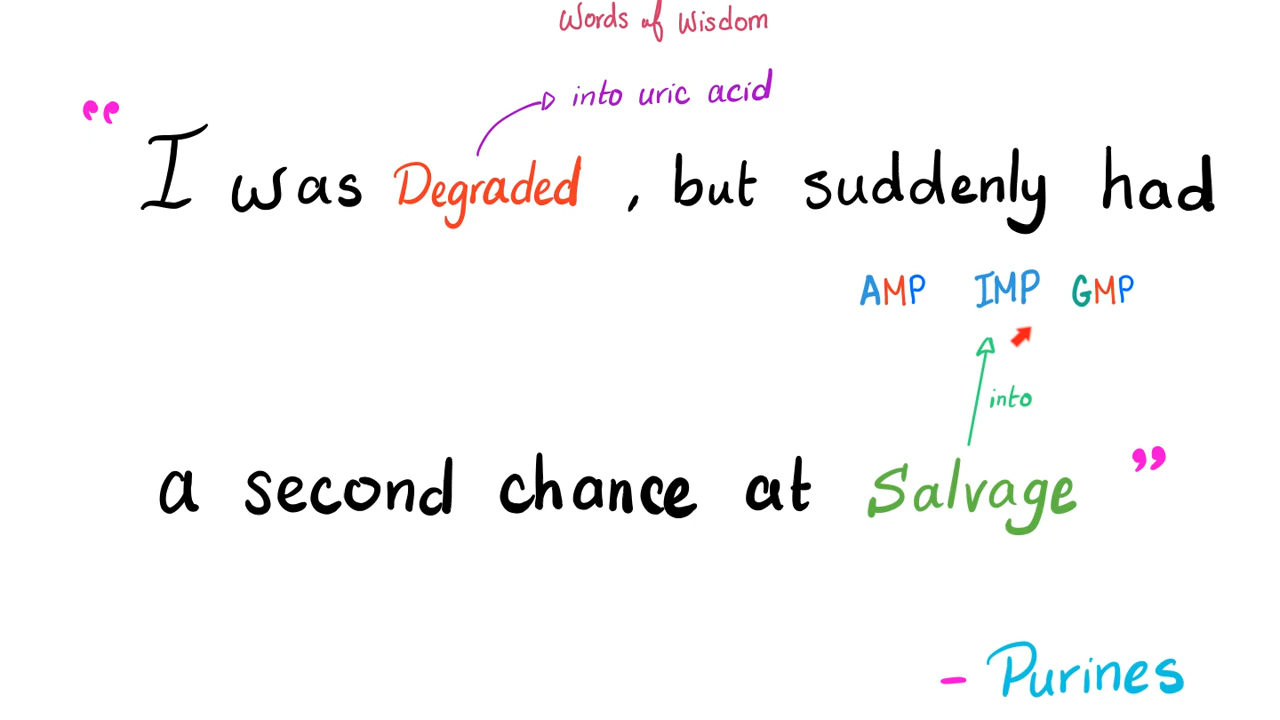 Words of Wisdom
into uric acid
“ I was Degraded , but suddenly had
AMP IMP GMP
into
a second chance at Salvage ”
- Purines